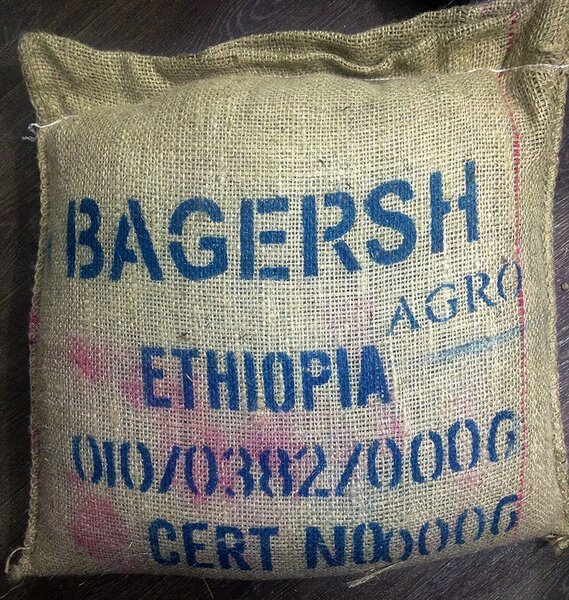 BAGERSH
AGRO
ETHIOPIA
010/0382/0006
CERT NO0006